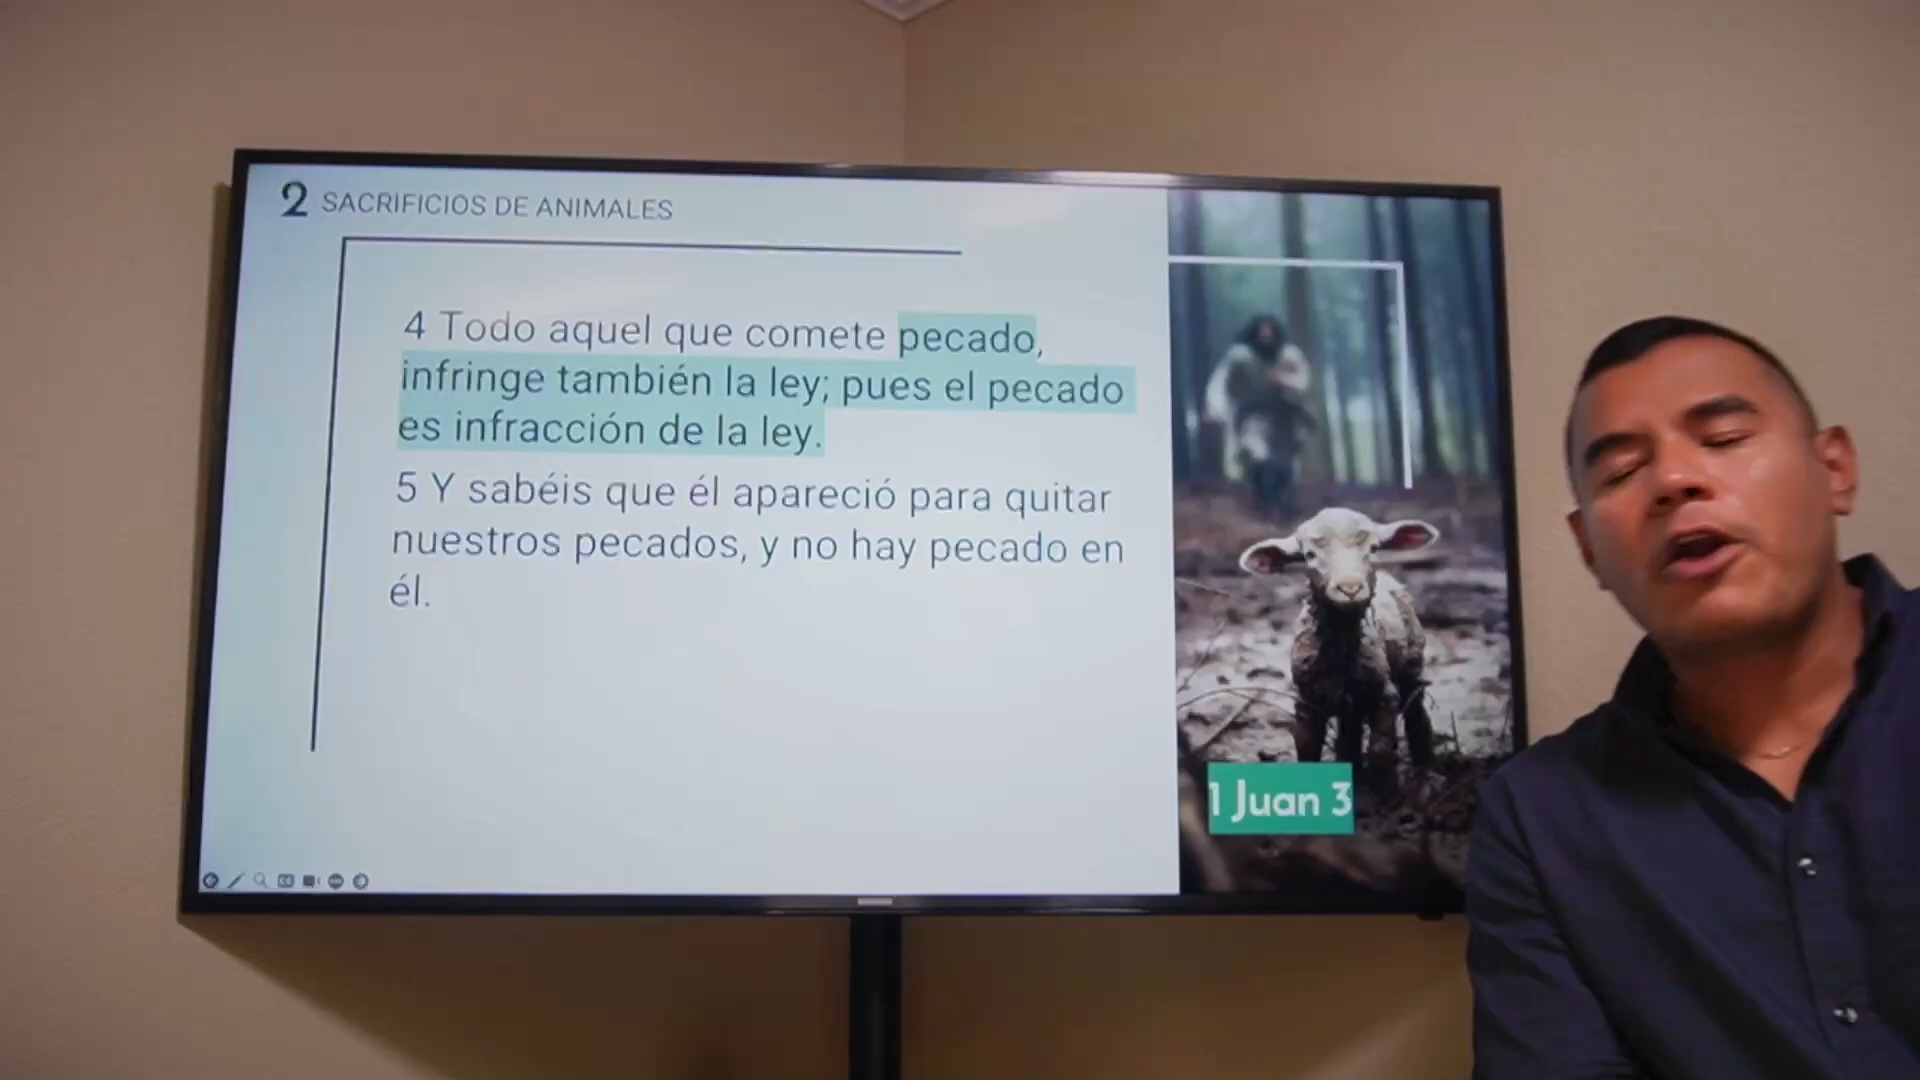 2 SACRIFICIOS DE ANIMALES
4 Todo aquel que comete pecado,
infringe también la ley; pues el pecado
es infracción de la ley.
5 Y sabéis que él apareció para quitar
nuestros pecados, y no hay pecado en
él.
1 Juan 3